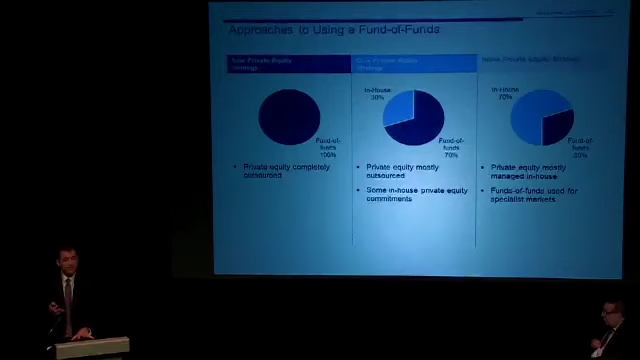 Approaches to Using a Fund-of-Funds
New Private Equity
Strategy
Fund-of-
funds
100%
• Private equity completely
outsourced
Core Private Equity
Strategy
In-House
30%
Fund-of-
funds
70%
• Private equity mostly
outsourced
• Some in-house private equity
commitments
Private Equity
In-House
70%
Fund-of-
funds
30%
• Private equity mostly
managed in-house
• Funds-of-funds used for
specialist markets